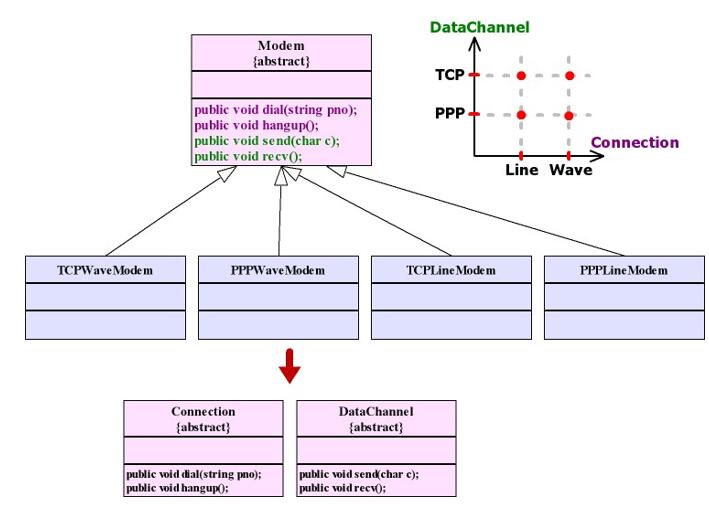 DataChannel
TCP
PPP
Connection
Line Wave
Modem
{abstract}
public void dial(string pno);
public void hangup();
public void send(char c);
public void recv();
TCPWaveModem
PPPWaveModem
TCPLineModem
PPPLineModem
Connection
{abstract}
public void dial(string pno);
public void hangup();
DataChannel
{abstract}
public void send(char c);
public void recv();